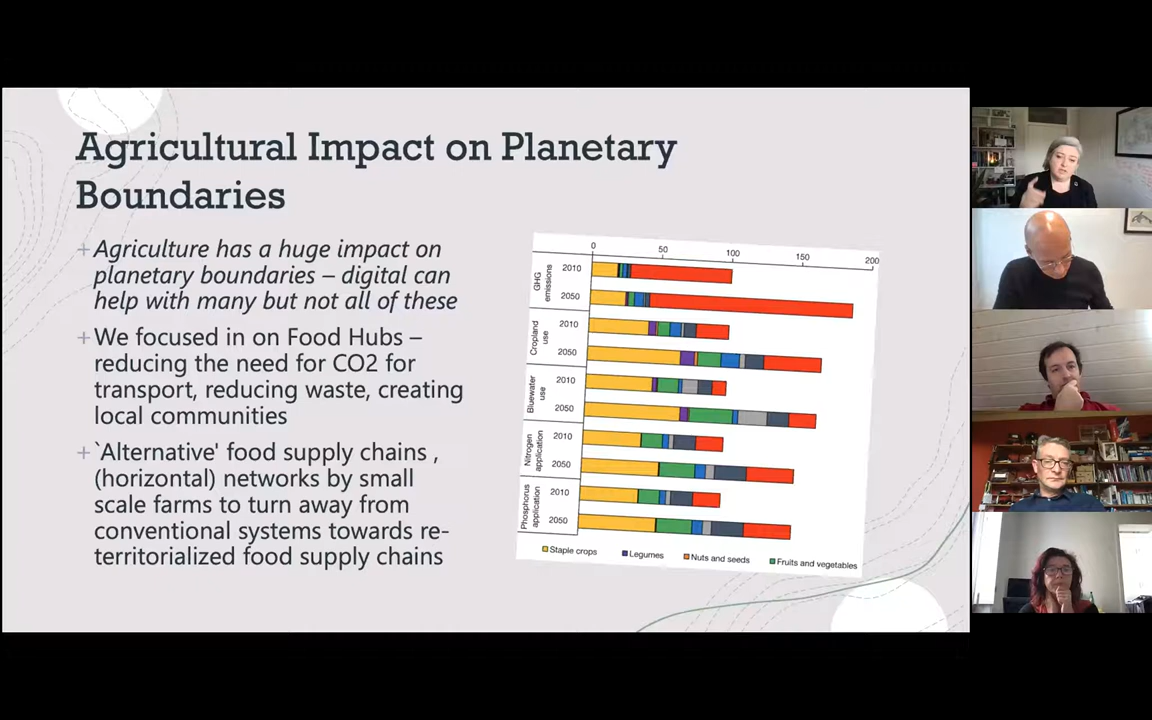 Agricultural Impact on Planetary
Boundaries
+Agriculture has a huge impact on
planetary boundaries – digital can
help with many but not all of these
+We focused in on Food Hubs –
reducing the need for CO2 for
transport, reducing waste, creating
local communities
+`Alternative' food supply chains ,
(horizontal) networks by small
scale farms to turn away from
conventional systems towards re-
territorialized food supply chains
0 50 100 150 200
GHG
emissions
2010
2050
Cropland
use
2010
2050
Bluewater
use
2010
2050
Nitrogen
application
2010
2050
Phosphorus
application
2010
2050
Staple crops Legumes Nuts and seeds Fruits and vegetables